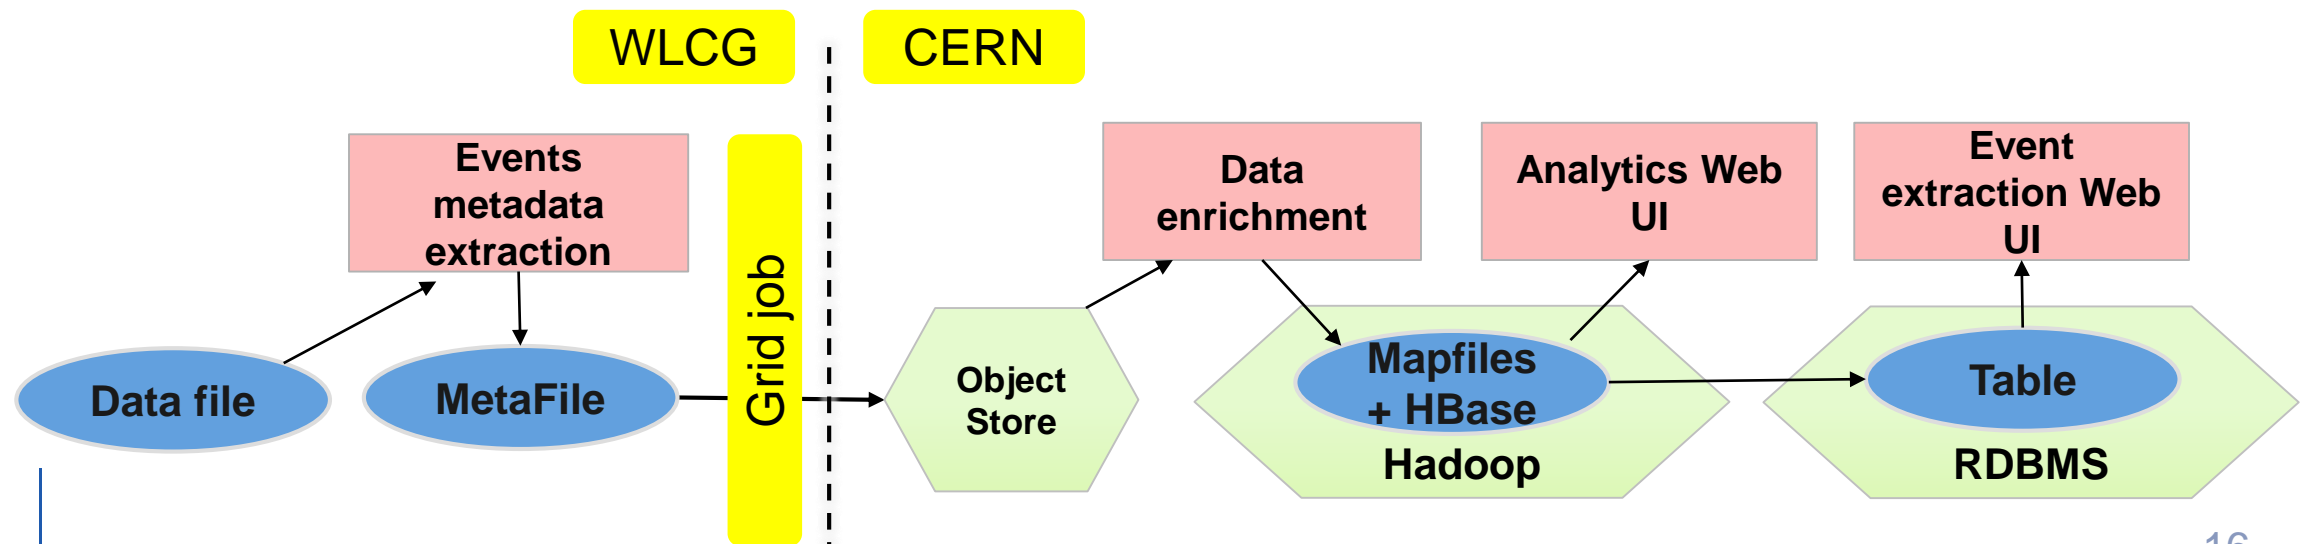 WLCG
CERN
Events
metadata
extraction
Grid job
Data
enrichment
Analytics Web
UI
Event
extraction Web
UI
Data file
MetaFile
Object
Store
Mapfiles
+ HBase
Hadoop
Table
RDBMS
16